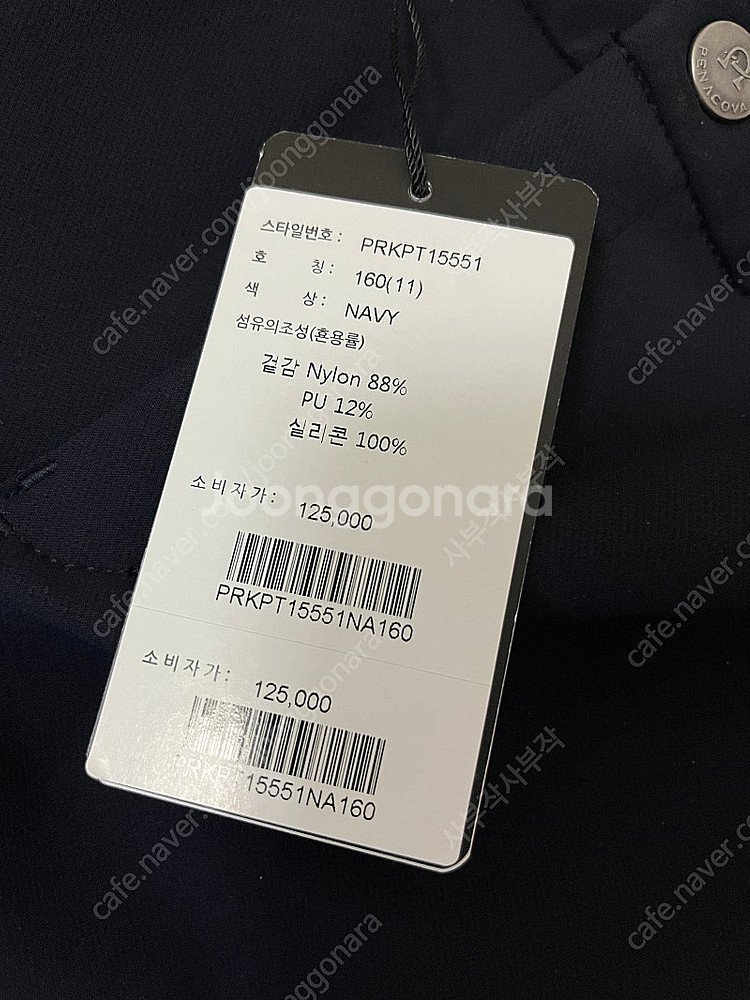 PENACOVA
스타일번호 : PRKPT15551
호 칭 : 160(11)
색 상 : NAVY
섬유의조성(혼용률)
겉감 Nylon 88%
PU 12%
실리콘 100%
소 비 자 가 : 125,000
PRKPT15551NA160
소 비 자 가 : 125,000
PRKPT15551NA160
Joonggonara
cafe.naver.com/joonggonara
사부작사부작